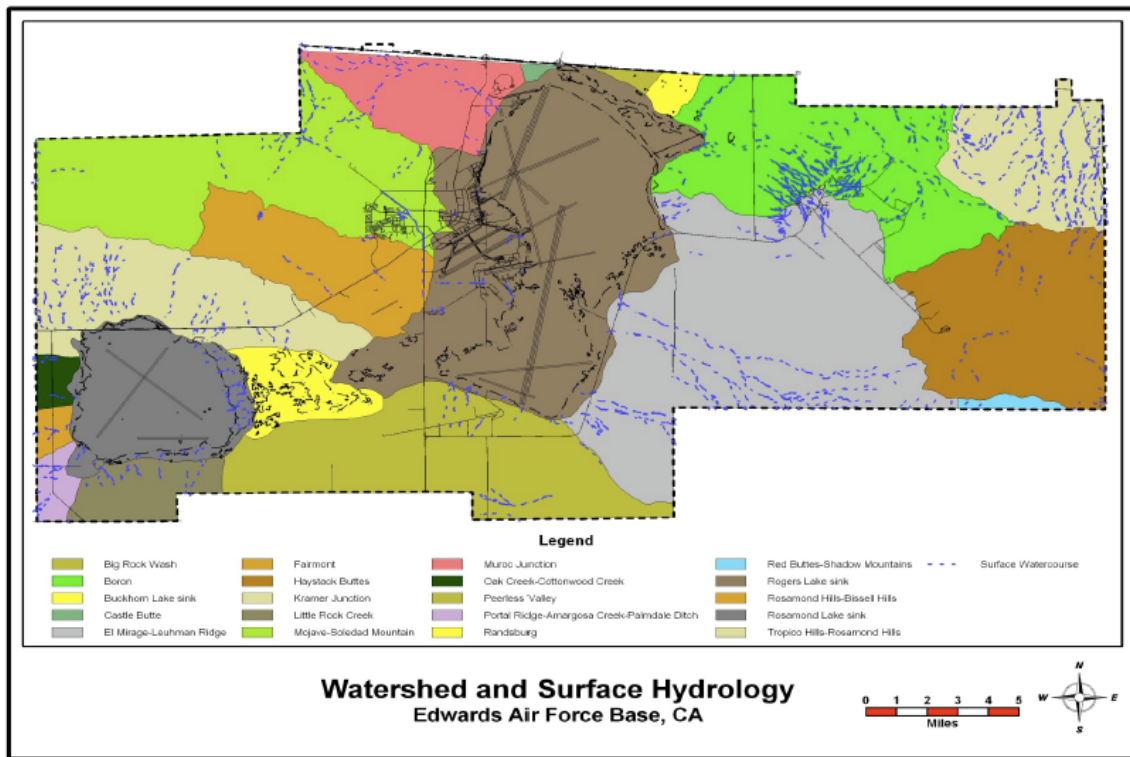 Legend
Big Rock Wash
Boron
Buckhorn Lake sink
Castle Butte
El Mirage-Leuhman Ridge
Fairmont
Haystack Buttes
Kramer Junction
Little Rock Creek
Mojave-Soledad Mountain
Muroc Junction
Oak Creek-Cottonwood Creek
Peerless Valley
Portal Ridge-Amargosa Creek-Palmdale Ditch
Randsburg
Red Buttes-Shadow Mountains
Rogers Lake sink
Rosamond Hills-Bissell Hills
Rosamond Lake sink
Tropico Hills-Rosamond Hills
Surface Watercourse
Watershed and Surface Hydrology
Edwards Air Force Base, CA
0 1 2 3 4 5
Miles
N
W E
S